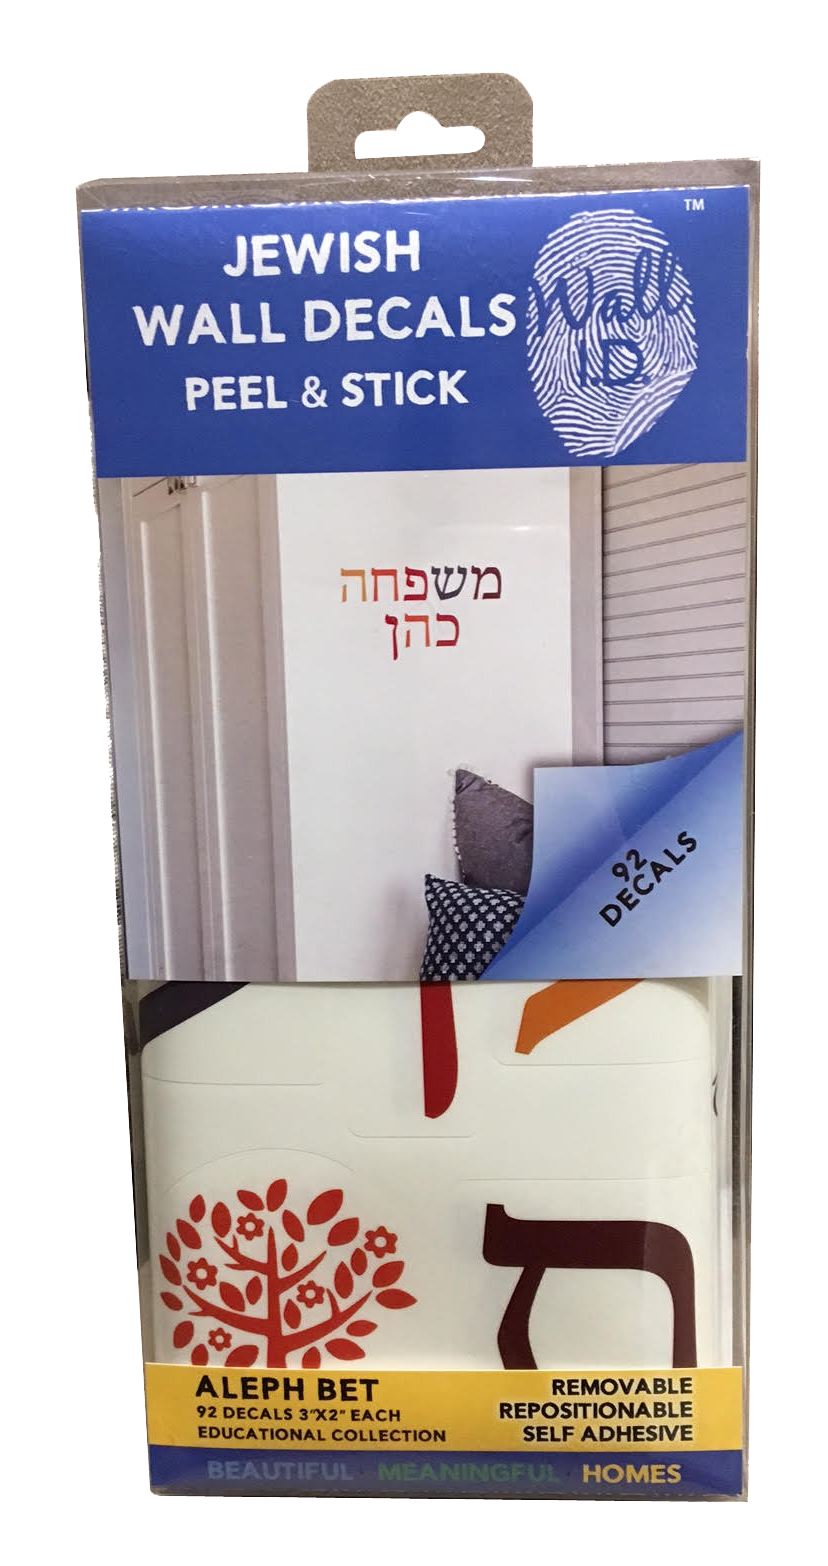 JEWISH
WALL DECALS
PEEL & STICK
TM
Wall
I.D
משפחה
כהן
92
DECALS
ALEPH BET
92 DECALS 3"X2" EACH
EDUCATIONAL COLLECTION
REMOVABLE
REPOSITIONABLE
SELF ADHESIVE
BEAUTIFUL · MEANINGFUL · HOMES